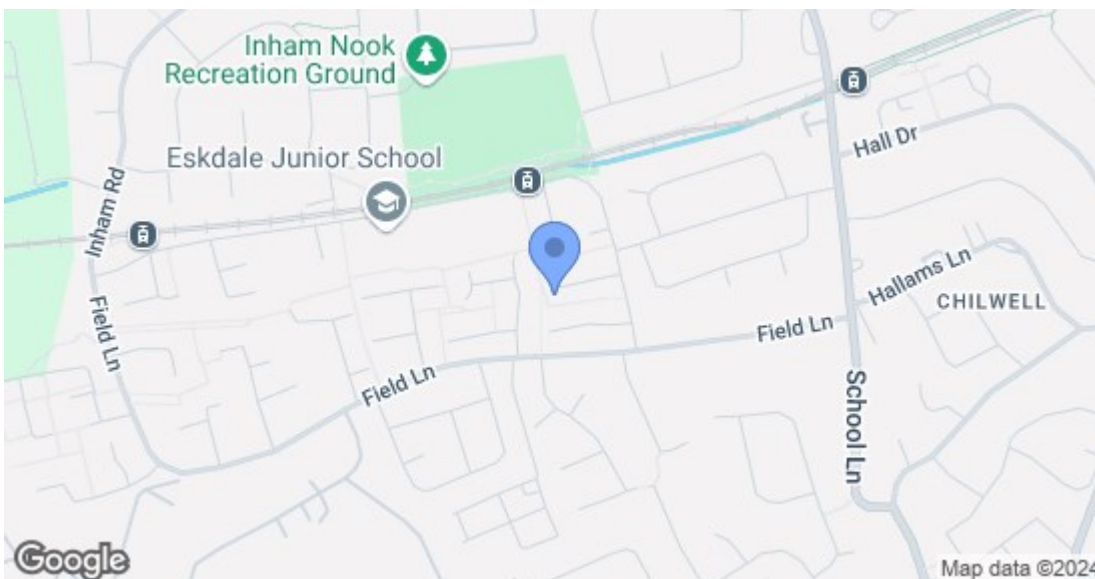 Inham Nook
Recreation Ground
Eskdale Junior School
Hall Dr
Inham Rd
Hallams Ln
CHILWELL
Field Ln
Field Ln
Field Ln
School Ln
Google
Map data ©2024